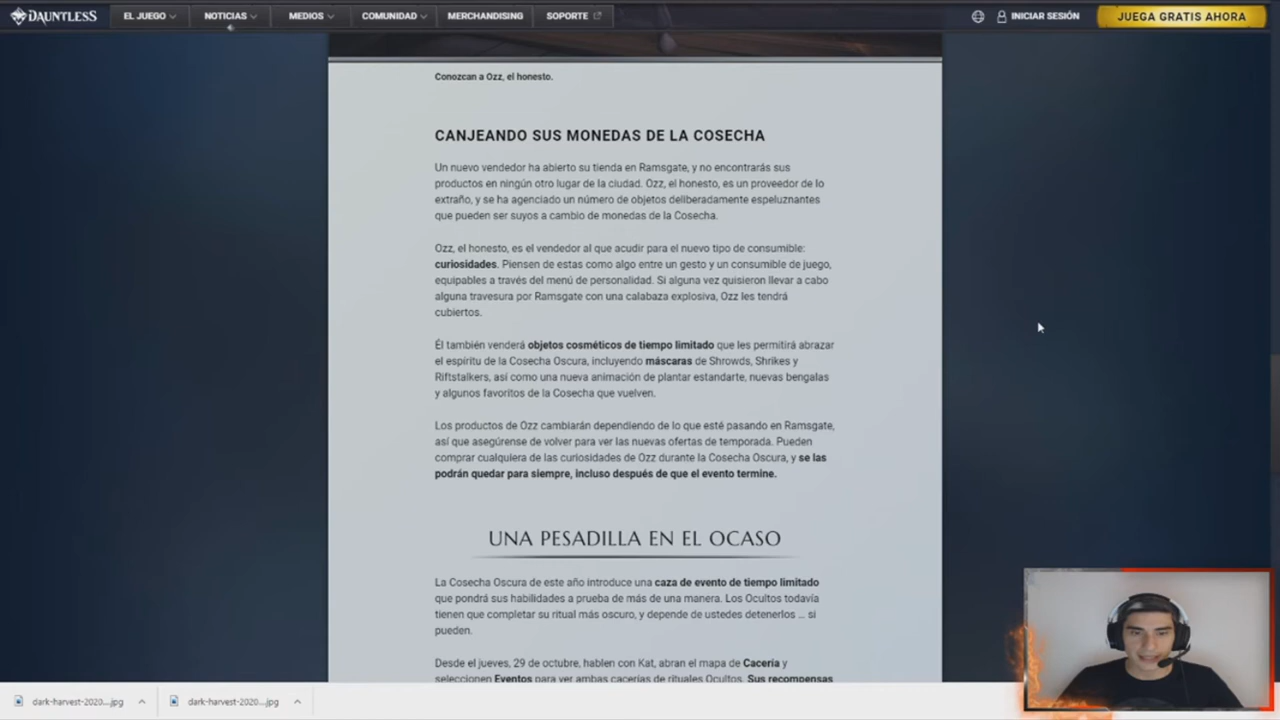 DAUNTLESS
EL JUEGO
NOTICIAS
MEDIOS
COMUNIDAD
MERCHANDISING
SOPORTE
INICIAR SESIÓN
JUEGA GRATIS AHORA
Conozcan a Ozz, el honesto.
CANJEANDO SUS MONEDAS DE LA COSECHA
Un nuevo vendedor ha abierto su tienda en Ramsgate, y no encontrarás sus
productos en ningún otro lugar de la ciudad. Ozz, el honesto, es un proveedor de lo
extraño, y se ha agenciado un número de objetos deliberadamente espeluznantes
que pueden ser suyos a cambio de monedas de la Cosecha.
Ozz, el honesto, es el vendedor al que acudir para el nuevo tipo de consumible:
curiosidades. Piensen de estas como algo entre un gesto y un consumible de juego,
equipables a través del menú de personalidad. Si alguna vez quisieron llevar a cabo
alguna travesura por Ramsgate con una calabaza explosiva, Ozz les tendrá
cubiertos.
Él también venderá objetos cosméticos de tiempo limitado que les permitirá abrazar
el espíritu de la Cosecha Oscura, incluyendo máscaras de Shrowds, Shrikes y
Riftstalkers, así como una nueva animación de plantar estandarte, nuevas bengalas
y algunos favoritos de la Cosecha que vuelven.
Los productos de Ozz cambiarán dependiendo de lo que esté pasando en Ramsgate,
así que asegúrense de volver para ver las nuevas ofertas de temporada. Pueden
comprar cualquiera de las curiosidades de Ozz durante la Cosecha Oscura, y se las
podrán quedar para siempre, incluso después de que el evento termine.
UNA PESADILLA EN EL OCASO
La Cosecha Oscura de este año introduce una caza de evento de tiempo limitado
que pondrá sus habilidades a prueba de más de una manera. Los Ocultos todavía
tienen que completar su ritual más oscuro, y depende de ustedes detenerlos ... si
pueden.
Desde el jueves, 29 de octubre, hablen con Kat, abran el mapa de Cacería y
seleccionen Eventos para ver ambas cacerías de rituales Ocultos. Sus recompensas
dark-harvest-2020....jpg
dark-harvest-2020....jpg